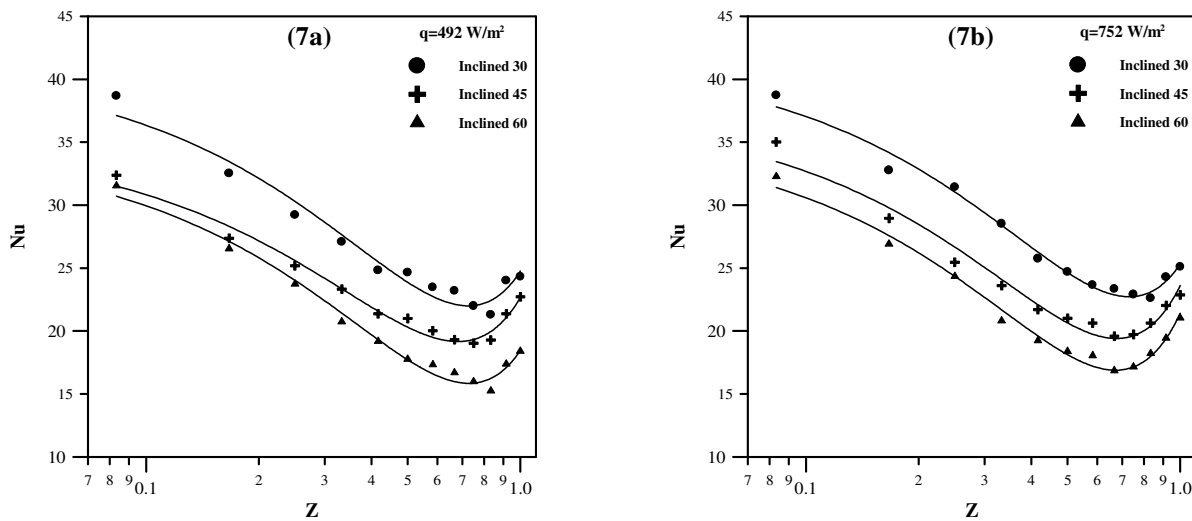 (7a)
q=492 W/m²
Inclined 30
Inclined 45
Inclined 60
45
40
35
30
25
20
15
10
Nu
7 8 9 0.1 2 3 4 5 6 7 8 9 1.0
Z
(7b)
q=752 W/m²
Inclined 30
Inclined 45
Inclined 60
45
40
35
30
25
20
15
10
Nu
7 8 9 0.1 2 3 4 5 6 7 8 9 1.0
Z